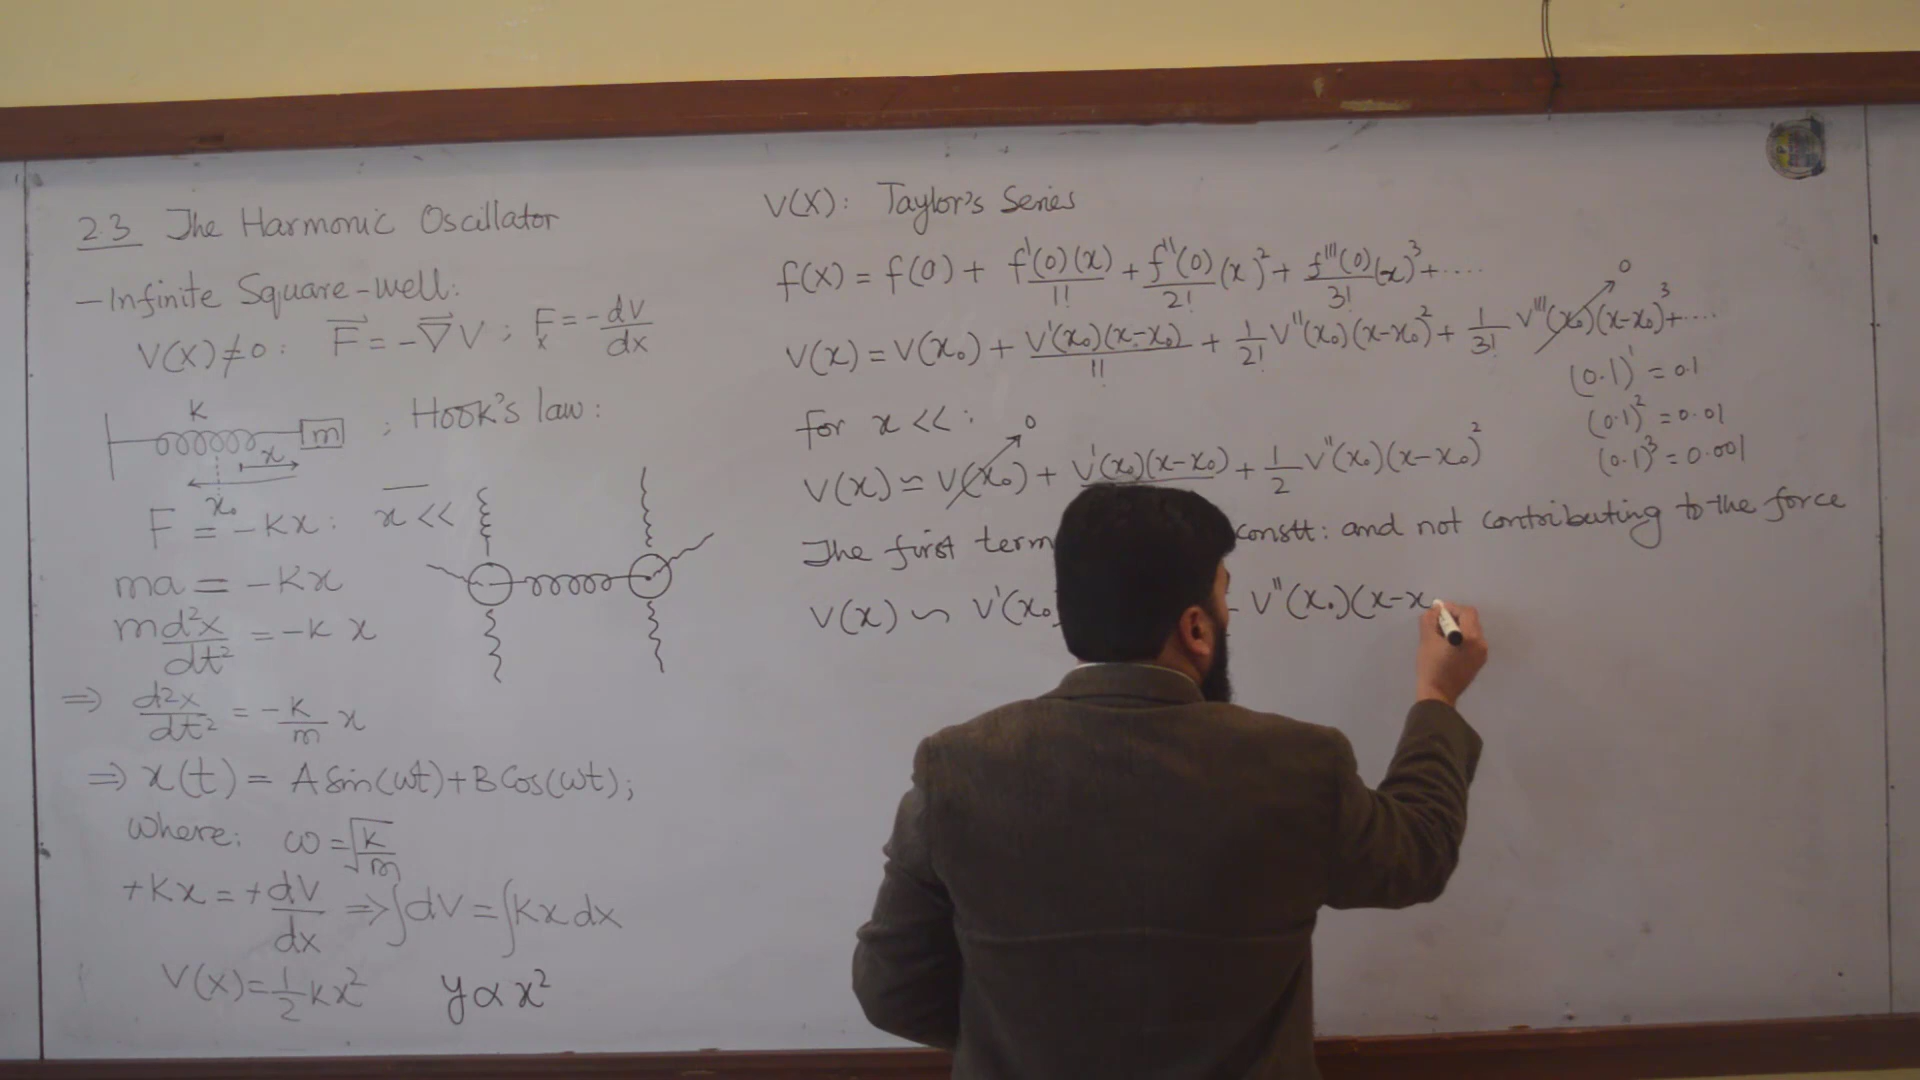 2.3 The Harmonic Oscillator
– Infinite Square-well:
V(x) ≠ 0 : F⃗ = -∇⃗V ; Fₓ = -dV/dx
K
m
x
x₀
; Hook's law :
F = -Kx : x <<
ma = -Kx
m d²x/dt² = -K x
⇒ d²x/dt² = -K/m x
⇒ x(t) = A Sin(ωt) + B Cos(ωt) ;
Where: ω = √(K/m)
+Kx = +dV/dx ⇒ ∫dV = ∫Kx dx
V(x) = 1/2 Kx² y ∝ x²
V(x) : Taylor's Series
f(x) = f(0) + f'(0)(x)/1! + f''(0)/2! (x)² + f'''(0)/3! (x)³ + ....
V(x) = V(x₀) + V'(x₀)(x-x₀)/1! + 1/2! V''(x₀)(x-x₀)² + 1/3! V'''(x₀)(x-x₀)³ + ....
0
(0.1)¹ = 0.1
(0.1)² = 0.01
(0.1)³ = 0.001
for x << :
0
V(x) ≃ V(x₀) + V'(x₀)(x-x₀) + 1/2 V''(x₀)(x-x₀)²
The first term constt: and not contributing to the force
V(x) ∽ V'(x₀ V''(x₀)(x-x